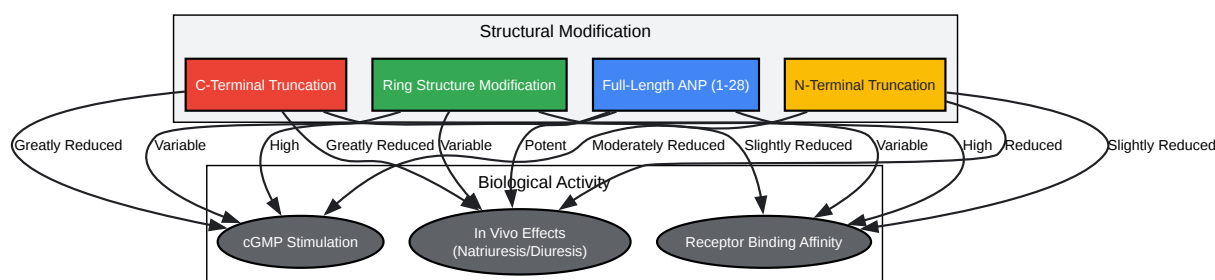 Structural Modification
C-Terminal Truncation
Ring Structure Modification
Full-Length ANP (1-28)
N-Terminal Truncation
Greatly Reduced
Variable
High
Greatly Reduced
Variable
Potent
Moderately Reduced
Slightly Reduced
Variable
High
Reduced
Slightly Reduced
Biological Activity
cGMP Stimulation
In Vivo Effects
(Natriuresis/Diuresis)
Receptor Binding Affinity